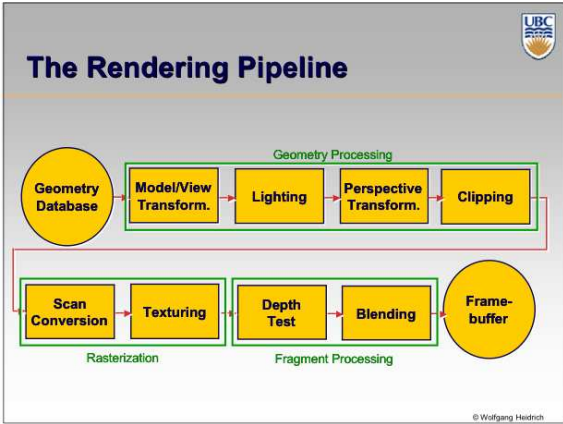 UBC
The Rendering Pipeline
Geometry Processing
Geometry
Database
Model/View
Transform.
Lighting
Perspective
Transform.
Clipping
Scan
Conversion
Texturing
Depth
Test
Blending
Frame-
buffer
Rasterization
Fragment Processing
© Wolfgang Heidrich